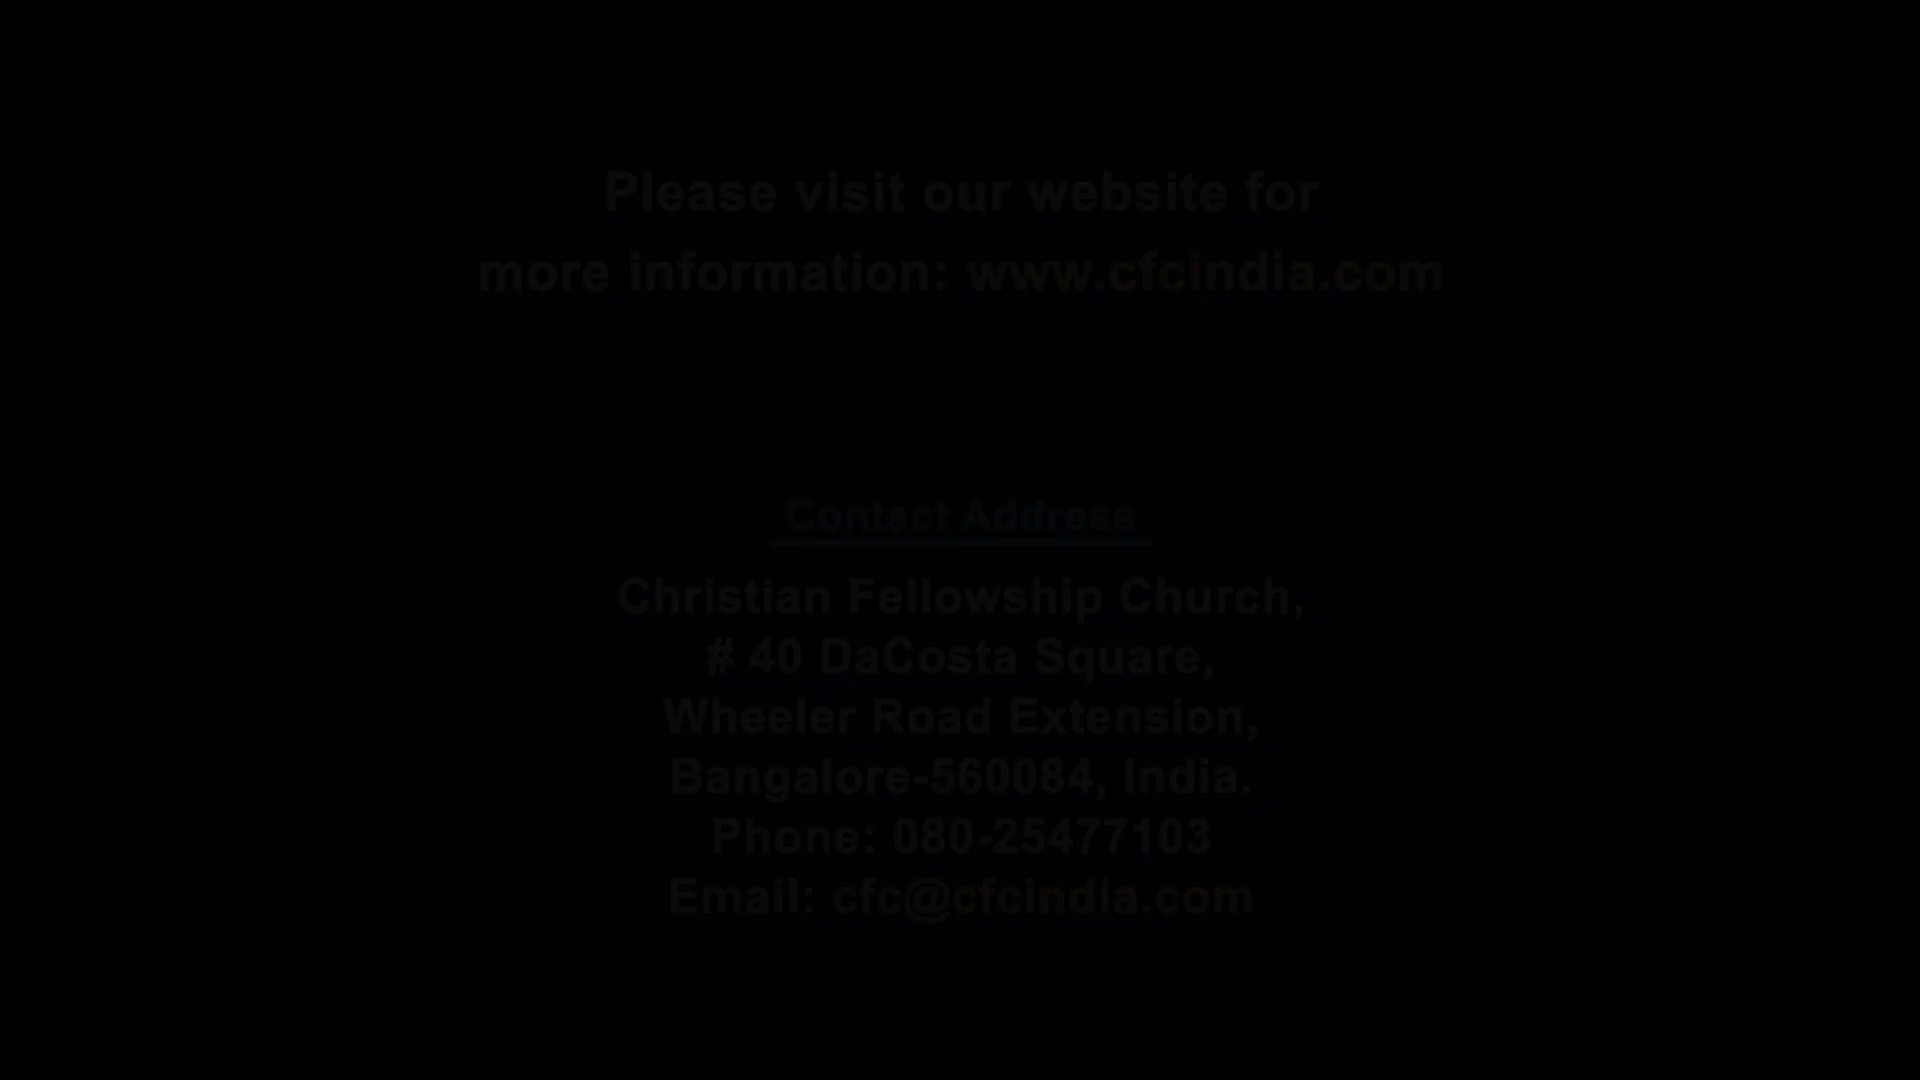 Please visit our website for
more information: www.cfcindia.com
Contact Address
Christian Fellowship Church,
# 40 DaCosta Square,
Wheeler Road Extension,
Bangalore-560084, India.
Phone: 080-25477103
Email: cfc@cfcindia.com